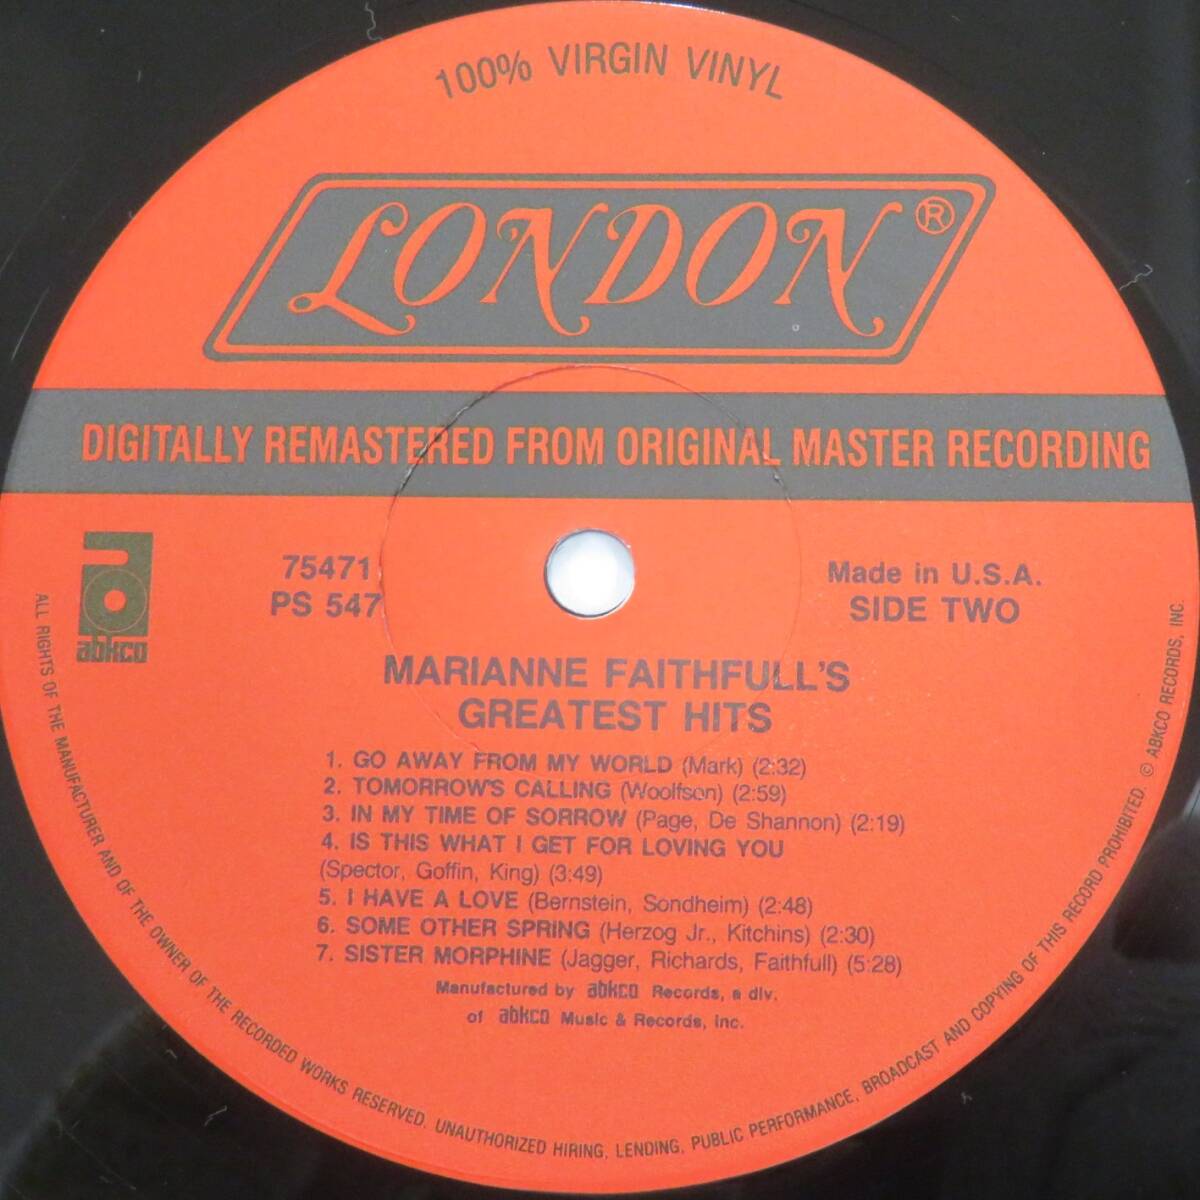 100% VIRGIN VINYL
LONDON®
DIGITALLY REMASTERED FROM ORIGINAL MASTER RECORDING
abkco
75471
PS 547
Made in U.S.A.
SIDE TWO
MARIANNE FAITHFULL'S
GREATEST HITS
1. GO AWAY FROM MY WORLD (Mark) (2:32)
2. TOMORROW'S CALLING (Woolfson) (2:59)
3. IN MY TIME OF SORROW (Page, De Shannon) (2:19)
4. IS THIS WHAT I GET FOR LOVING YOU
(Spector, Goffin, King) (3:49)
5. I HAVE A LOVE (Bernstein, Sondheim) (2:48)
6. SOME OTHER SPRING (Herzog Jr., Kitchins) (2:30)
7. SISTER MORPHINE (Jagger, Richards, Faithfull) (5:28)
Manufactured by abkco Records, a div.
of abkco Music & Records, Inc.
ALL RIGHTS OF THE MANUFACTURER AND OF THE OWNER OF THE RECORDED WORKS RESERVED. UNAUTHORIZED HIRING, LENDING, PUBLIC PERFORMANCE, BROADCAST AND COPYING OF THIS RECORD PROHIBITED. © ABKCO RECORDS, INC.